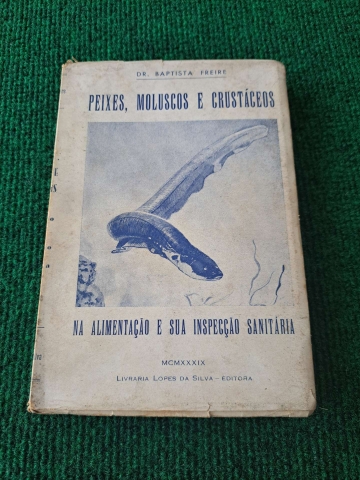 DR. BAPTISTA FREIRE
PEIXES, MOLUSCOS E CRUSTÁCEOS
NA ALIMENTAÇÃO E SUA INSPECÇÃO SANITÁRIA
MCMXXXIX
LIVRARIA LOPES DA SILVA—EDITORA